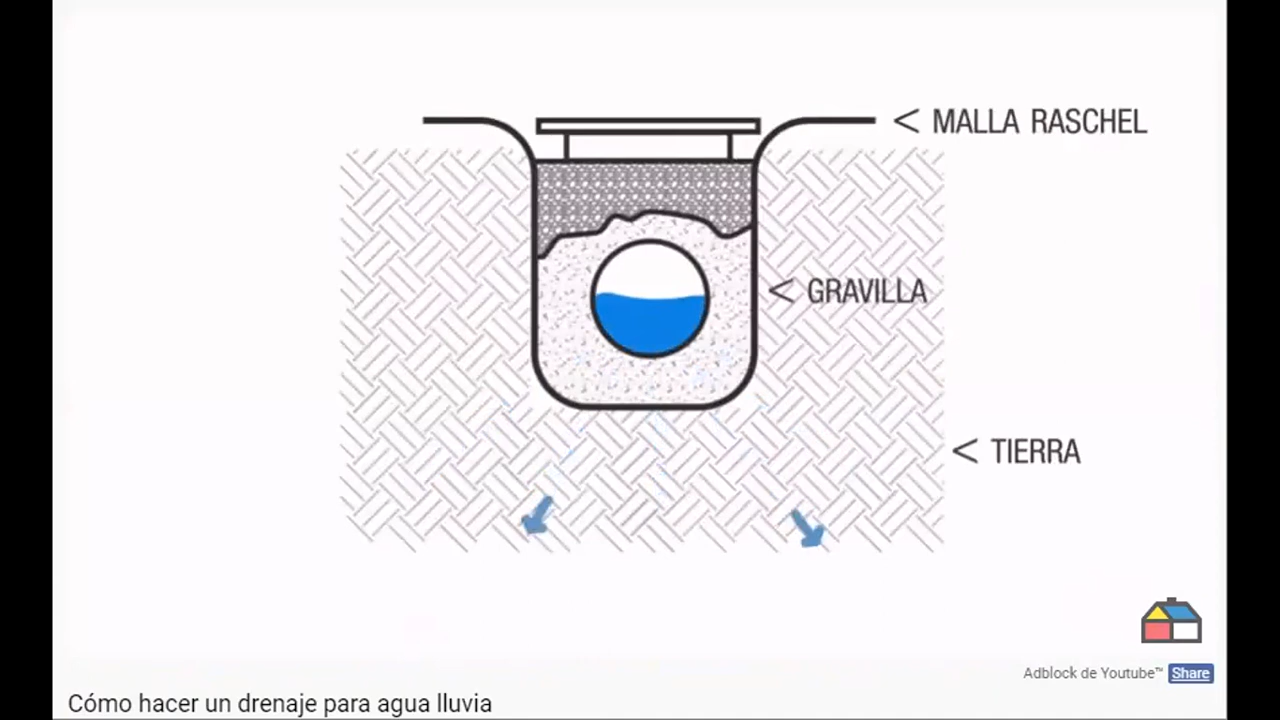 < MALLA RASCHEL
< GRAVILLA
< TIERRA
Adblock de Youtube™ Share
Cómo hacer un drenaje para agua lluvia